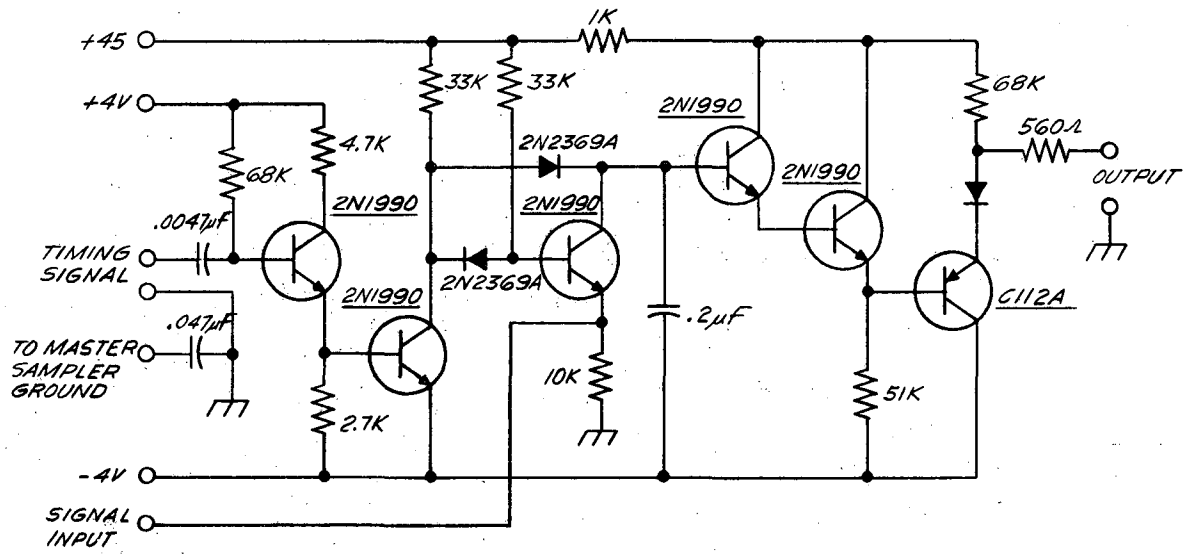 1K
+45
33K
33K
68K
+4V
4.7K
2N1990
560Ω
2N2369A
68K
2N1990
OUTPUT
2N1990
2N1990
.0047µF
TIMING
SIGNAL
2N2369A
2N1990
C112A
.2µF
.047µF
TO MASTER
SAMPLER
GROUND
10K
51K
2.7K
-4V
SIGNAL
INPUT